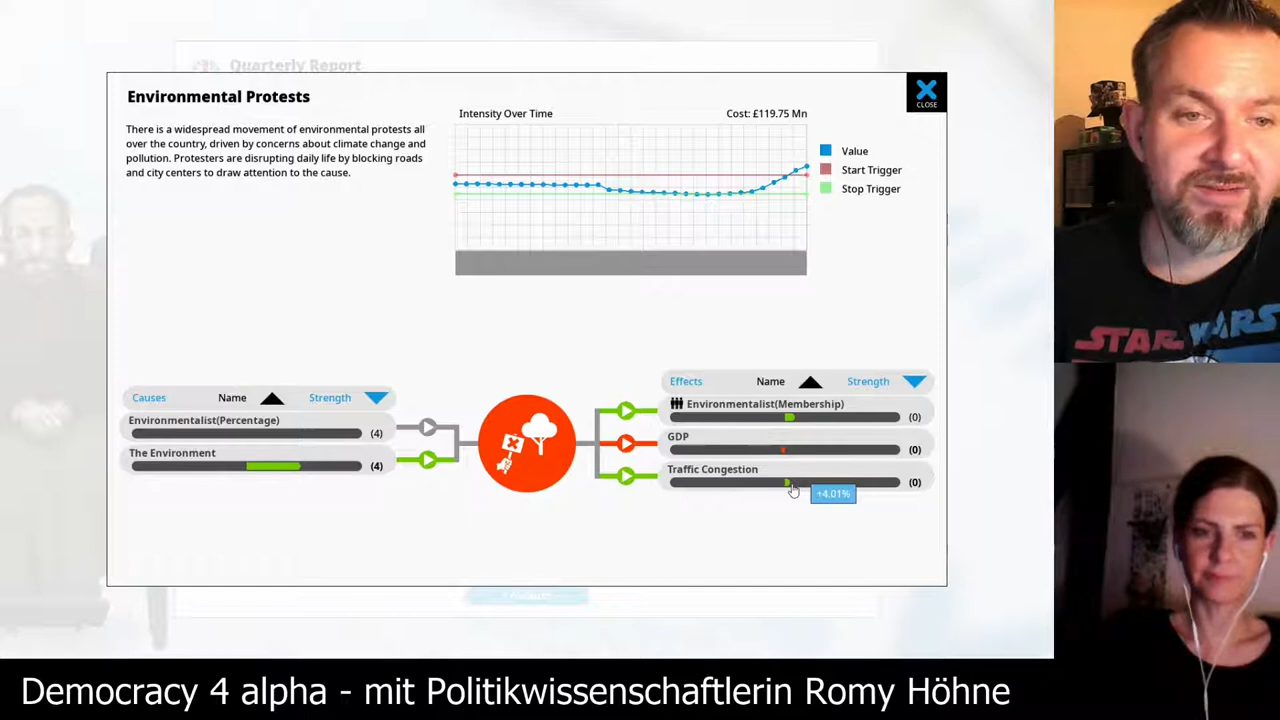 Quarterly Report
Environmental Protests
CLOSE
There is a widespread movement of environmental protests all
over the country, driven by concerns about climate change and
pollution. Protesters are disrupting daily life by blocking roads
and city centers to draw attention to the cause.
Intensity Over Time
Cost: £119.75 Mn
Value
Start Trigger
Stop Trigger
Causes Name Strength
Environmentalist(Percentage)
(4)
The Environment
(4)
Effects Name Strength
Environmentalist(Membership)
(0)
GDP
(0)
Traffic Congestion
(0)
+4.01%
STAR WARS
Democracy 4 alpha - mit Politikwissenschaftlerin Romy Höhne